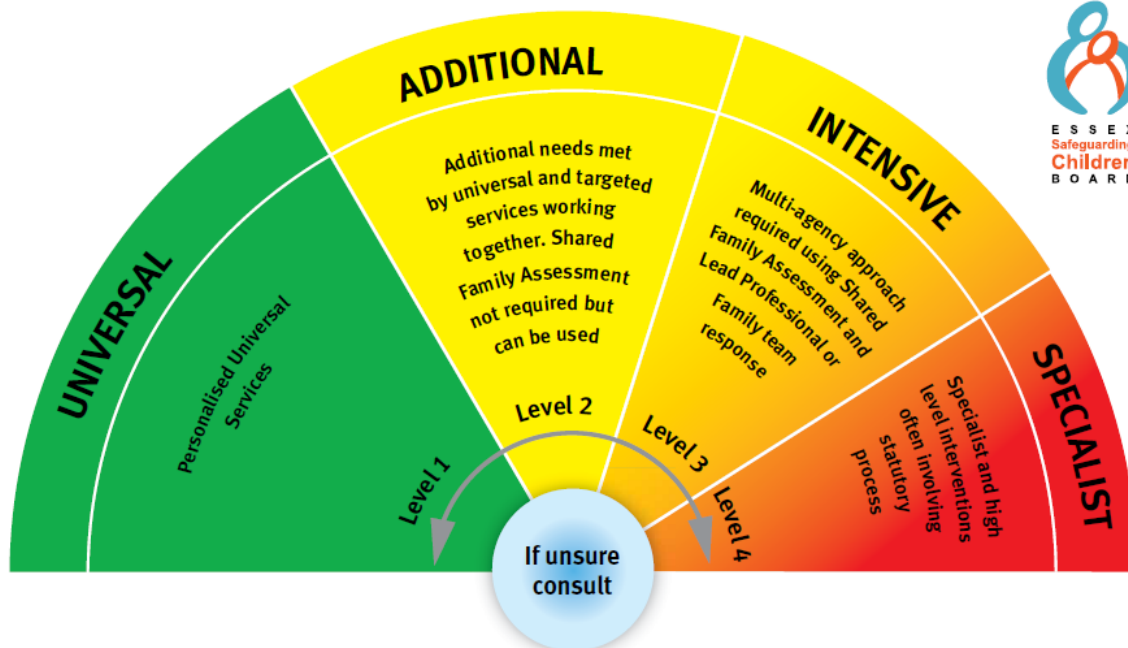 UNIVERSAL
Personalised Universal
Services
Level 1
ADDITIONAL
Additional needs met
by universal and targeted
services working
together. Shared
Family Assessment
not required but
can be used
Level 2
INTENSIVE
Multi-agency approach
required using Shared
Family Assessment and
Lead Professional or
Family team
response
Level 3
SPECIALIST
Specialist and high
level interventions
often involving
statutory
process
Level 4
If unsure
consult
ESSEX
Safeguarding
Children
BOAR